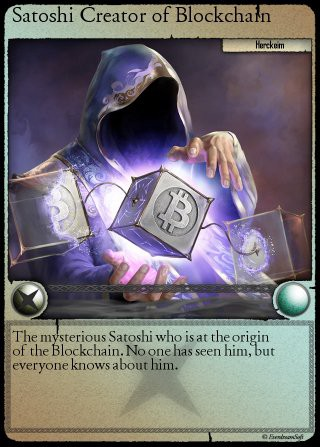 Satoshi Creator of Blockchain
Herckeim
The mysterious Satoshi who is at the origin
of the Blockchain. No one has seen him, but
everyone knows about him.
© EverdreamSoft